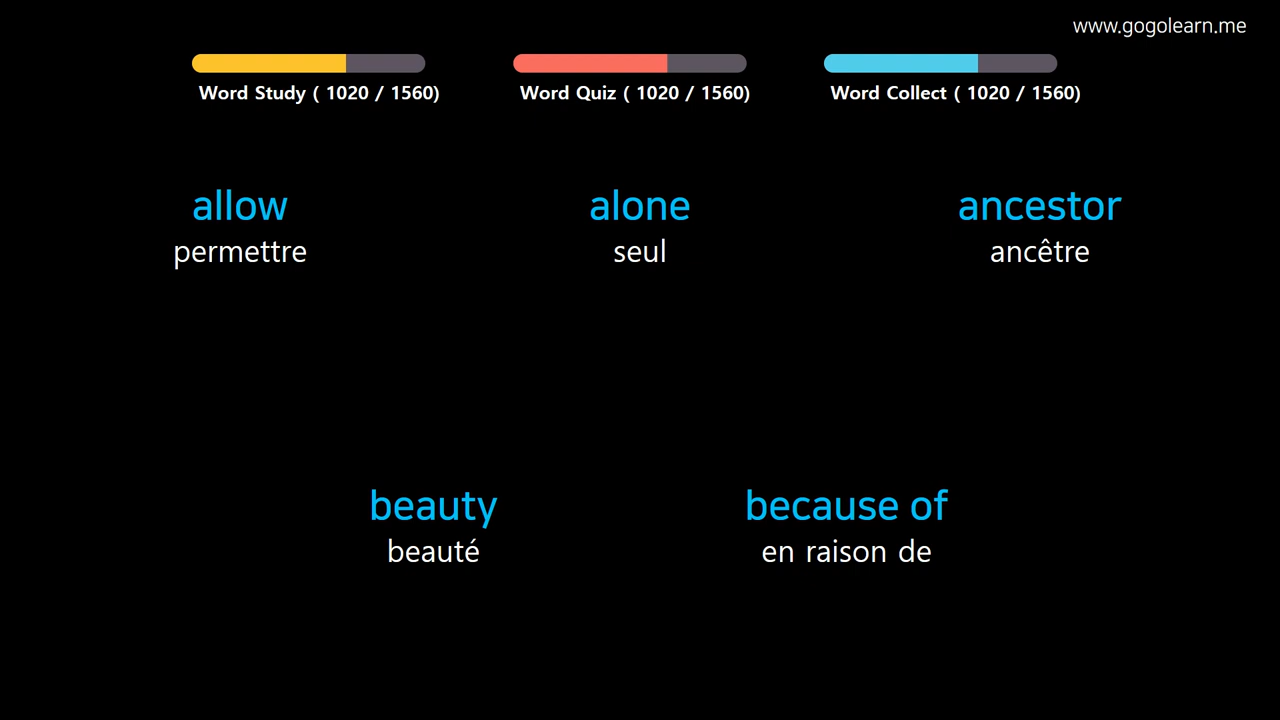 www.gogolearn.me
Word Study ( 1020 / 1560)
Word Quiz ( 1020 / 1560)
Word Collect ( 1020 / 1560)
allow
permettre
alone
seul
ancestor
ancêtre
beauty
beauté
because of
en raison de